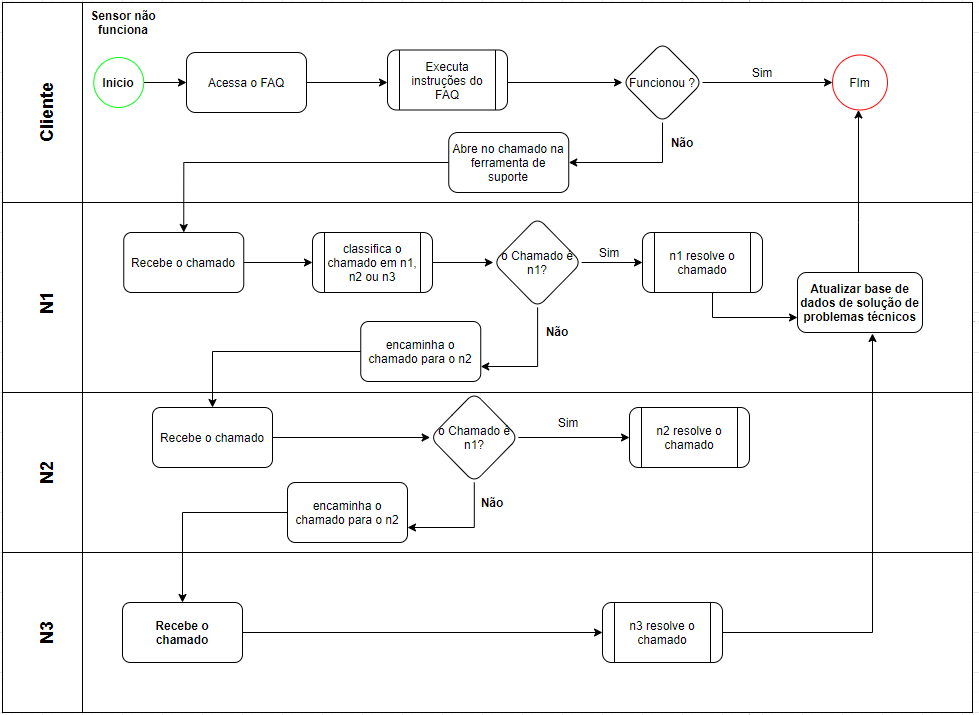 Sensor não
funciona
Cliente
Inicio
Acessa o FAQ
Executa
instruções do
FAQ
Funcionou ?
Sim
FIm
Não
Abre no chamado na
ferramenta de
suporte
N1
Recebe o chamado
classifica o
chamado em n1,
n2 ou n3
o Chamado é
n1?
Sim
n1 resolve o
chamado
Atualizar base de
dados de solução de
problemas técnicos
Não
encaminha o
chamado para o n2
N2
Recebe o chamado
o Chamado é
n1?
Sim
n2 resolve o
chamado
Não
encaminha o
chamado para o n2
N3
Recebe o
chamado
n3 resolve o
chamado